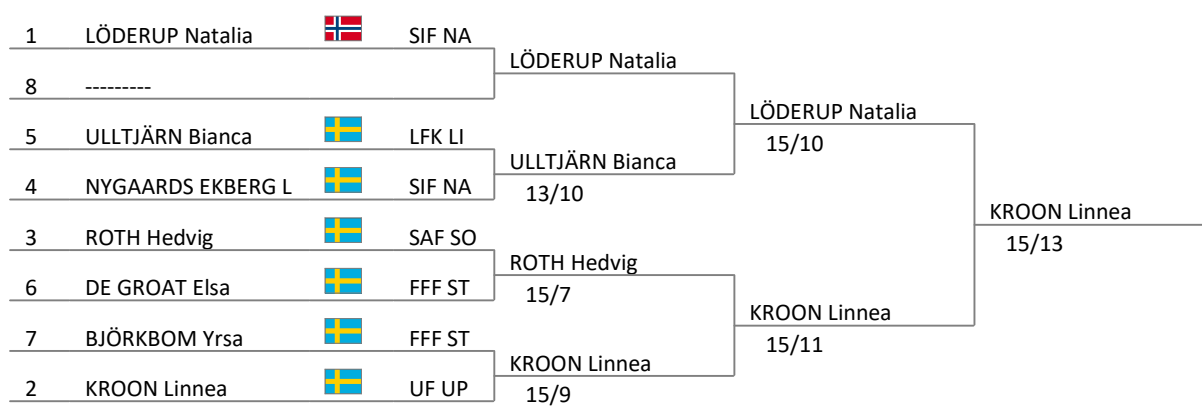 1 LÖDERUP Natalia SIF NA
LÖDERUP Natalia
8 ---------
LÖDERUP Natalia
15/10
5 ULLTJÄRN Bianca LFK LI
ULLTJÄRN Bianca
13/10
4 NYGAARDS EKBERG L SIF NA
KROON Linnea
15/13
3 ROTH Hedvig SAF SO
ROTH Hedvig
15/7
6 DE GROAT Elsa FFF ST
KROON Linnea
15/11
7 BJÖRKBOM Yrsa FFF ST
KROON Linnea
15/9
2 KROON Linnea UF UP